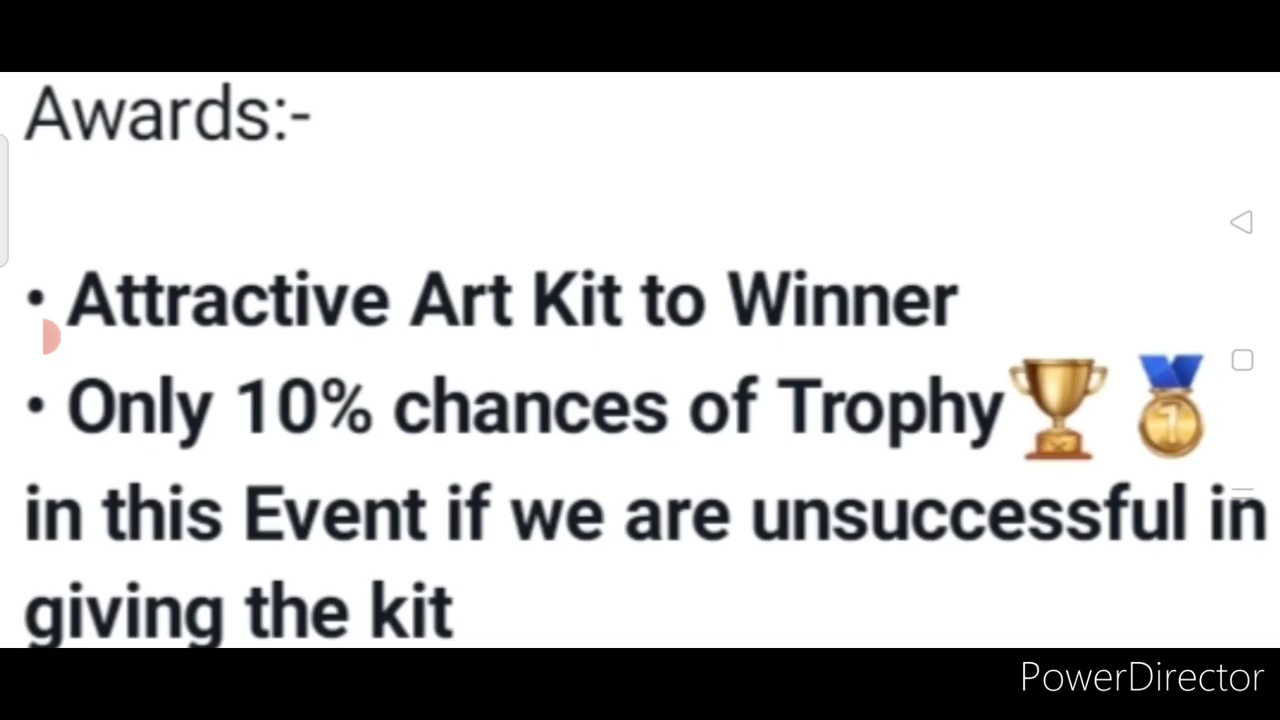 Awards:-
• Attractive Art Kit to Winner
• Only 10% chances of Trophy🏆 🥇
in this Event if we are unsuccessful in
giving the kit
PowerDirector